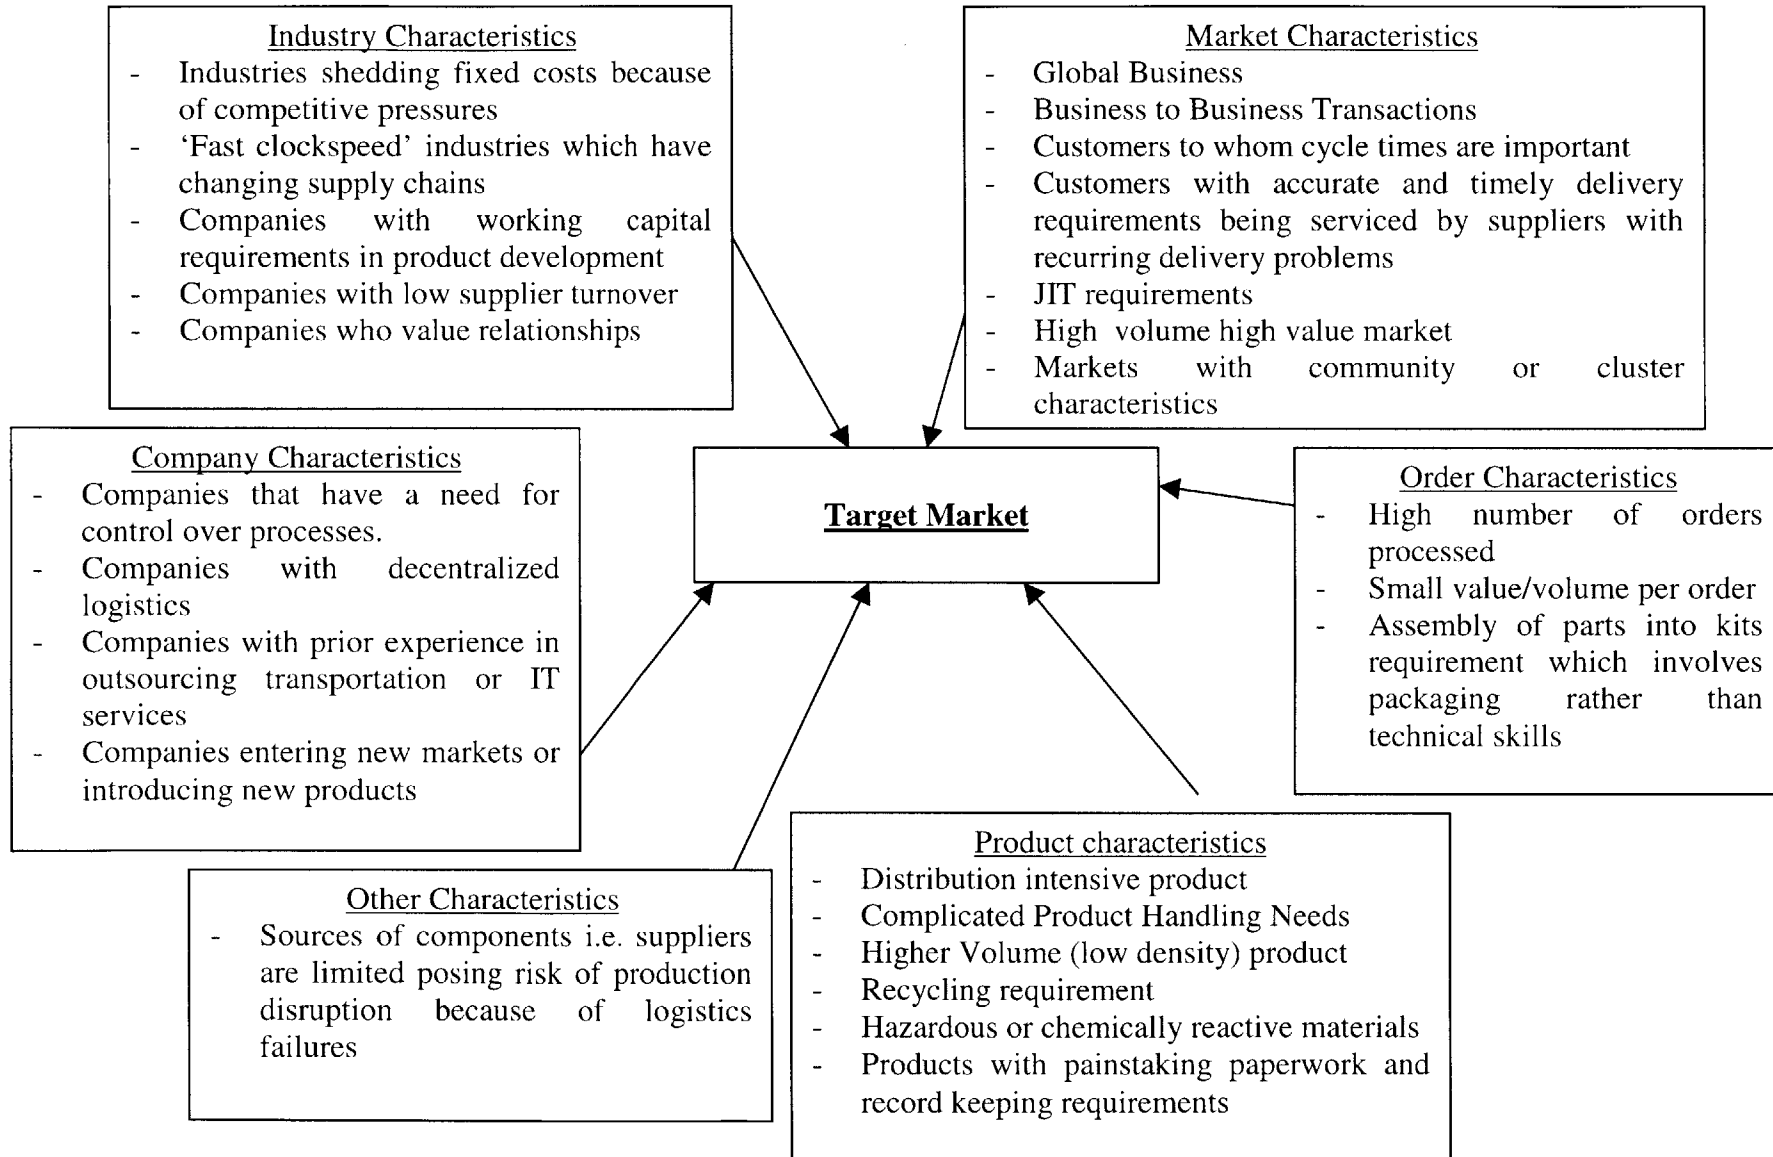 Industry Characteristics
- Industries shedding fixed costs because
of competitive pressures
- ‘Fast clockspeed’ industries which have
changing supply chains
- Companies with working capital
requirements in product development
- Companies with low supplier turnover
- Companies who value relationships
Market Characteristics
- Global Business
- Business to Business Transactions
- Customers to whom cycle times are important
- Customers with accurate and timely delivery
requirements being serviced by suppliers with
recurring delivery problems
- JIT requirements
- High volume high value market
- Markets with community or cluster
characteristics
Company Characteristics
- Companies that have a need for
control over processes.
- Companies with decentralized
logistics
- Companies with prior experience in
outsourcing transportation or IT
services
- Companies entering new markets or
introducing new products
Target Market
Order Characteristics
- High number of orders
processed
- Small value/volume per order
- Assembly of parts into kits
requirement which involves
packaging rather than
technical skills
Other Characteristics
- Sources of components i.e. suppliers
are limited posing risk of production
disruption because of logistics
failures
Product characteristics
- Distribution intensive product
- Complicated Product Handling Needs
- Higher Volume (low density) product
- Recycling requirement
- Hazardous or chemically reactive materials
- Products with painstaking paperwork and
record keeping requirements